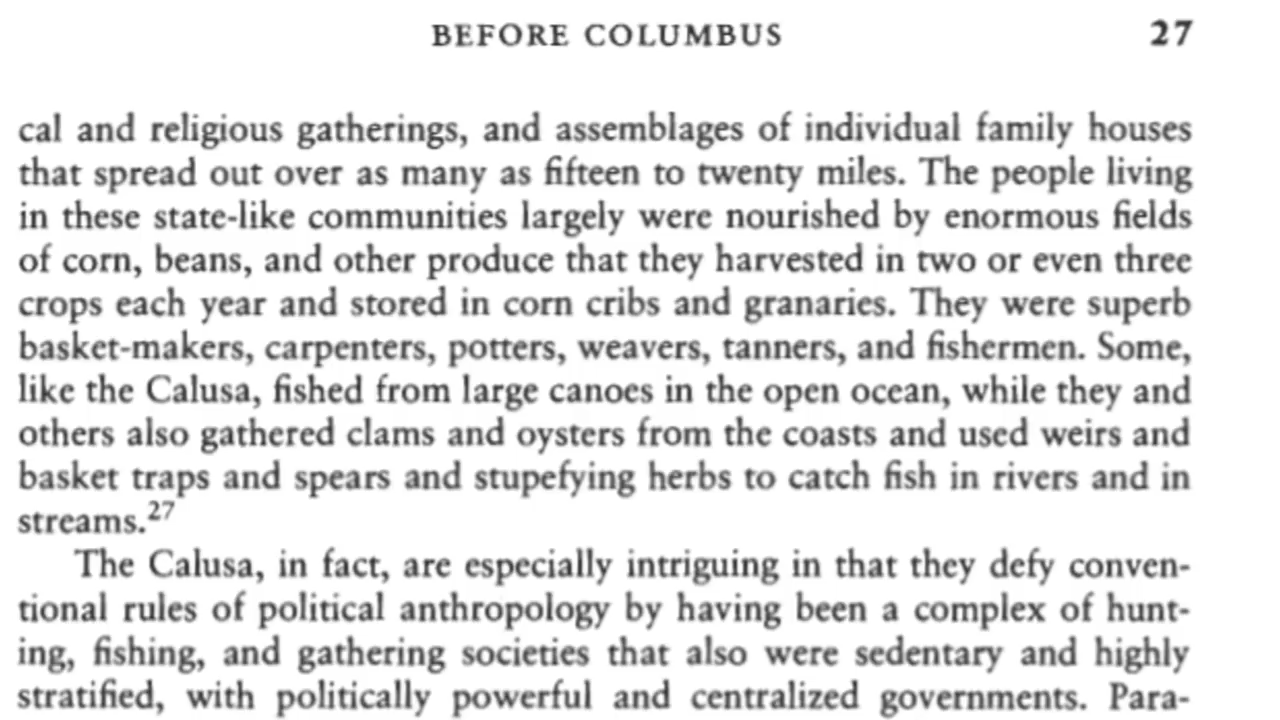 BEFORE COLUMBUS 27
cal and religious gatherings, and assemblages of individual family houses
that spread out over as many as fifteen to twenty miles. The people living
in these state-like communities largely were nourished by enormous fields
of corn, beans, and other produce that they harvested in two or even three
crops each year and stored in corn cribs and granaries. They were superb
basket-makers, carpenters, potters, weavers, tanners, and fishermen. Some,
like the Calusa, fished from large canoes in the open ocean, while they and
others also gathered clams and oysters from the coasts and used weirs and
basket traps and spears and stupefying herbs to catch fish in rivers and in
streams.27
The Calusa, in fact, are especially intriguing in that they defy conven-
tional rules of political anthropology by having been a complex of hunt-
ing, fishing, and gathering societies that also were sedentary and highly
stratified, with politically powerful and centralized governments. Para-